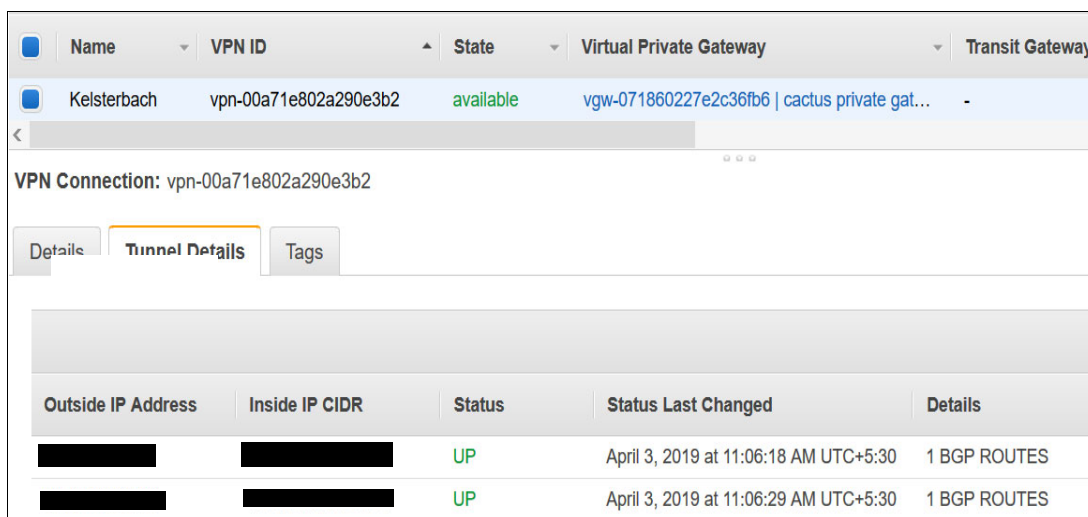 Name VPN ID State Virtual Private Gateway Transit Gateway
Kelsterbach vpn-00a71e802a290e3b2 available vgw-071860227e2c36fb6 | cactus private gat... -
VPN Connection: vpn-00a71e802a290e3b2
Details Tunnel Details Tags
Outside IP Address Inside IP CIDR Status Status Last Changed Details
UP April 3, 2019 at 11:06:18 AM UTC+5:30 1 BGP ROUTES
UP April 3, 2019 at 11:06:29 AM UTC+5:30 1 BGP ROUTES